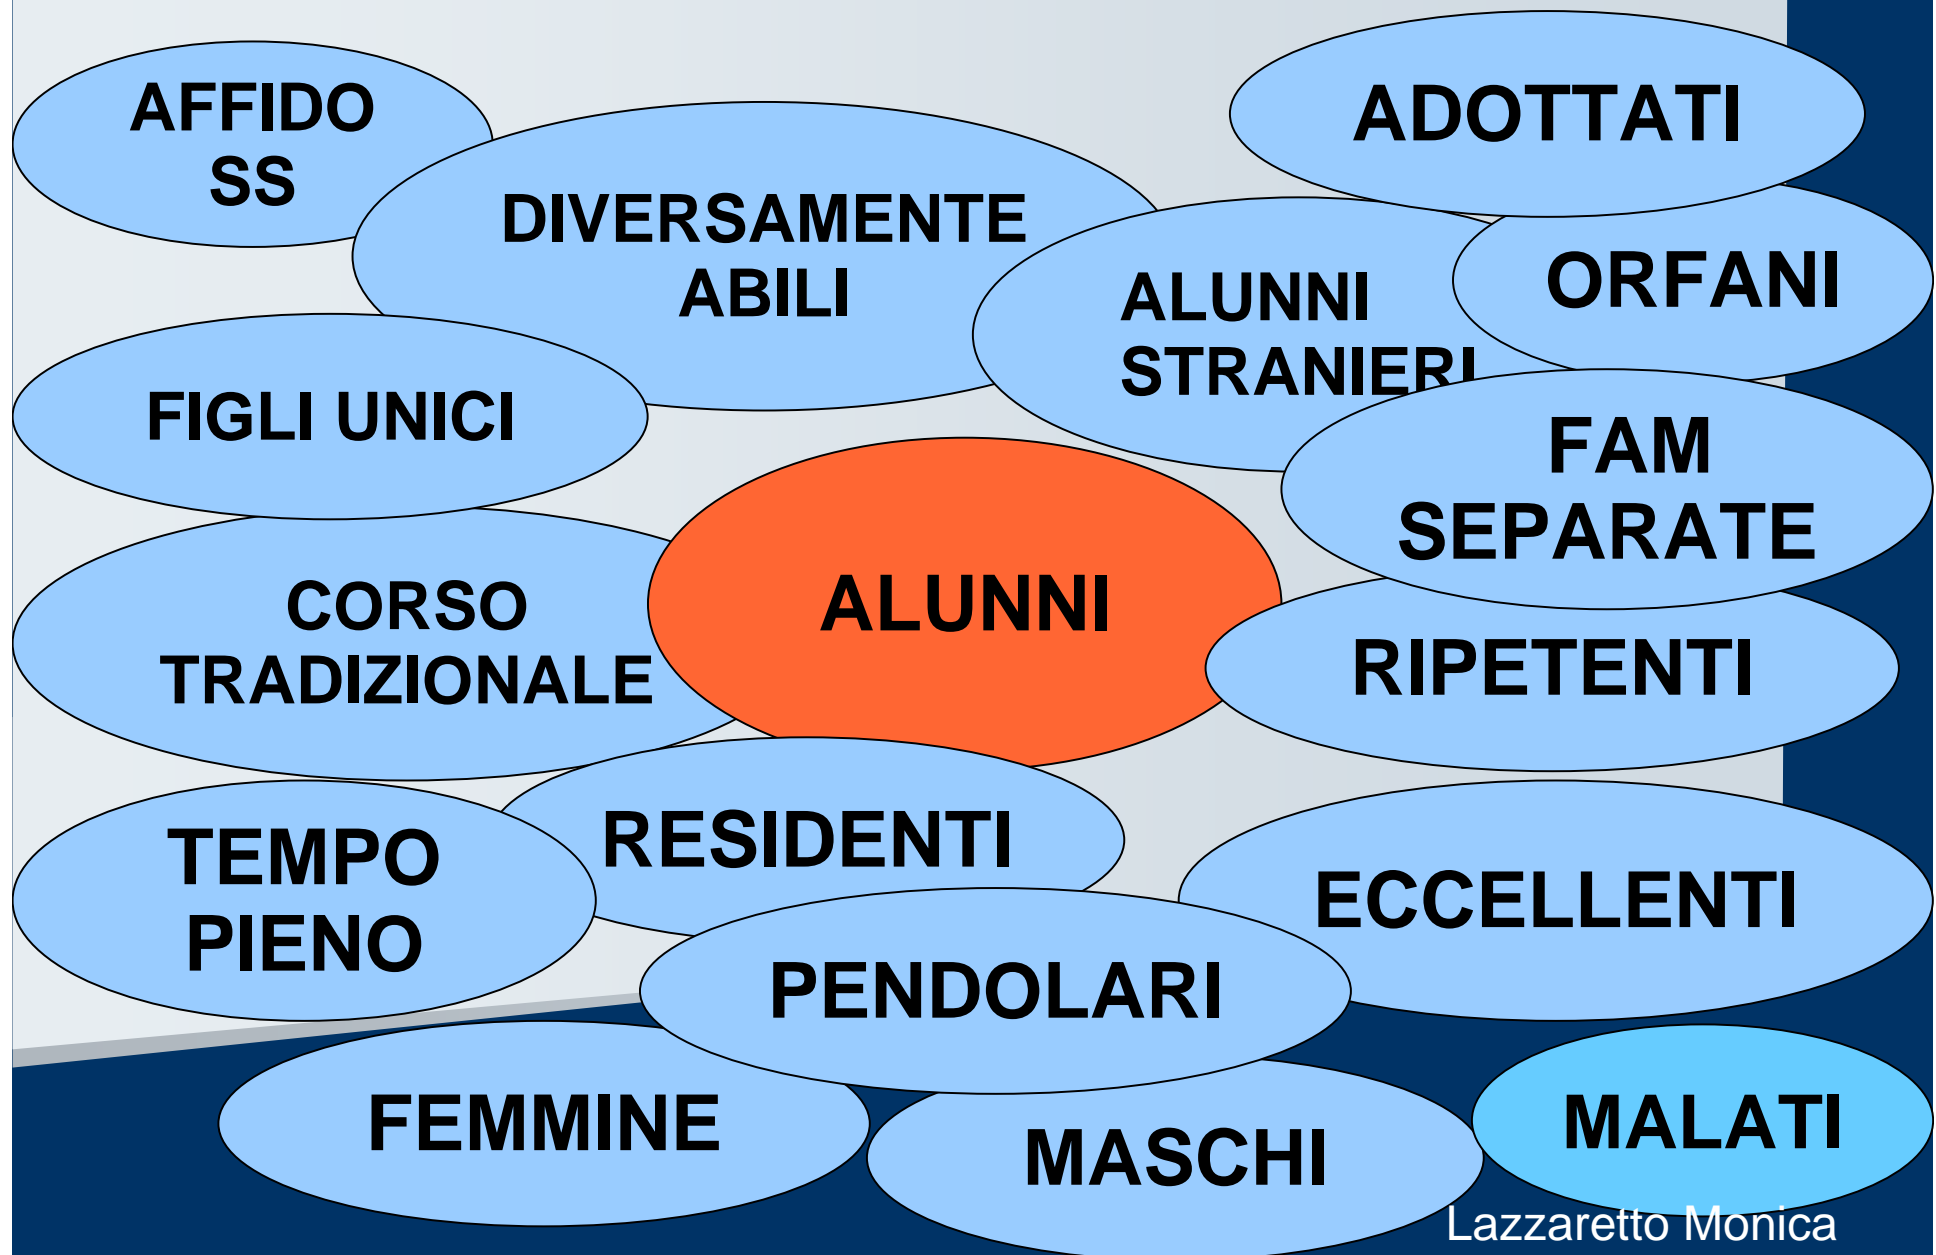 AFFIDO
SS
DIVERSAMENTE
ABILI
ADOTTATI
ALUNNI
STRANIERI
ORFANI
FIGLI UNICI
FAM
SEPARATE
CORSO
TRADIZIONALE
ALUNNI
RIPETENTI
TEMPO
PIENO
RESIDENTI
ECCELLENTI
PENDOLARI
FEMMINE
MASCHI
MALATI
Lazzaretto Monica